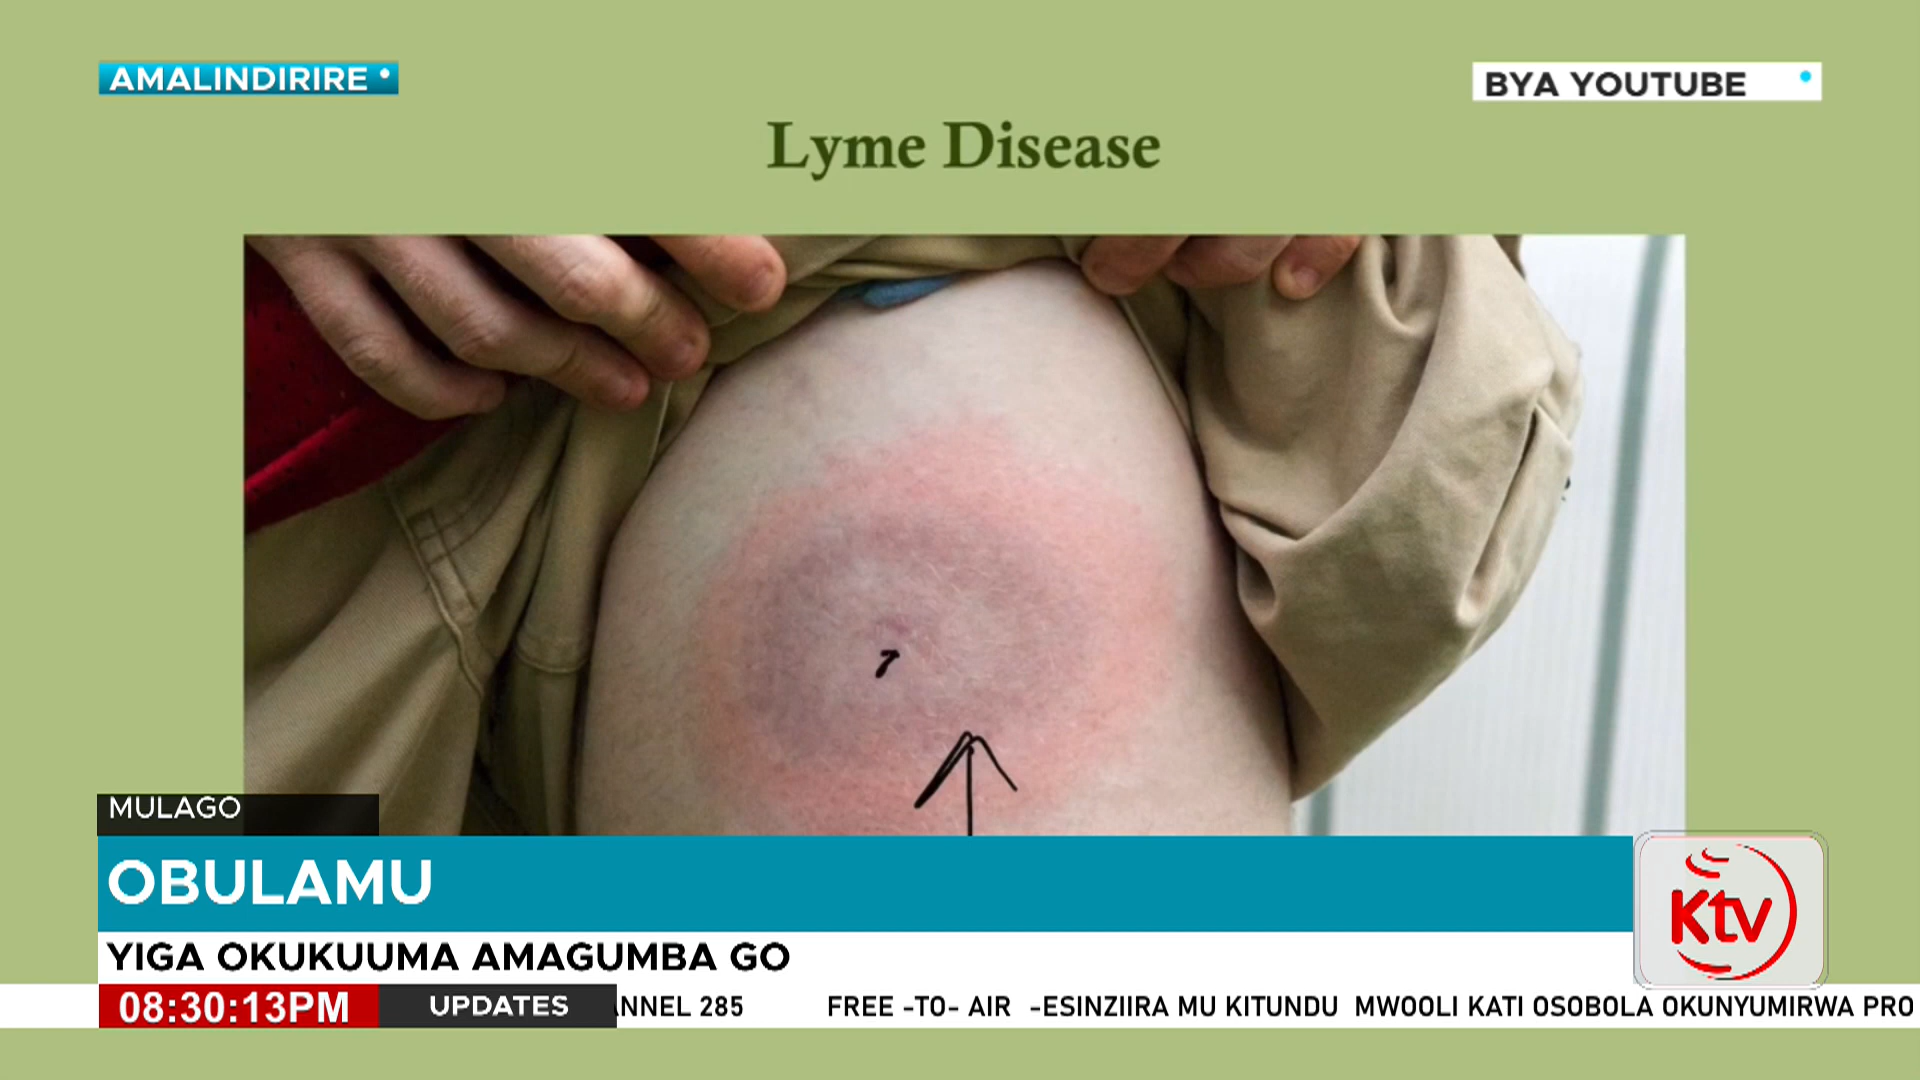 AMALINDIRIRE
BYA YOUTUBE
Lyme Disease
MULAGO
OBULAMU
YIGA OKUKUUMA AMAGUMBA GO
Ktv
08:30:13PM
UPDATES
ANNEL 285 FREE -TO- AIR -ESINZIIRA MU KITUNDU MWOOLI KATI OSOBOLA OKUNYUMIRWA PRO